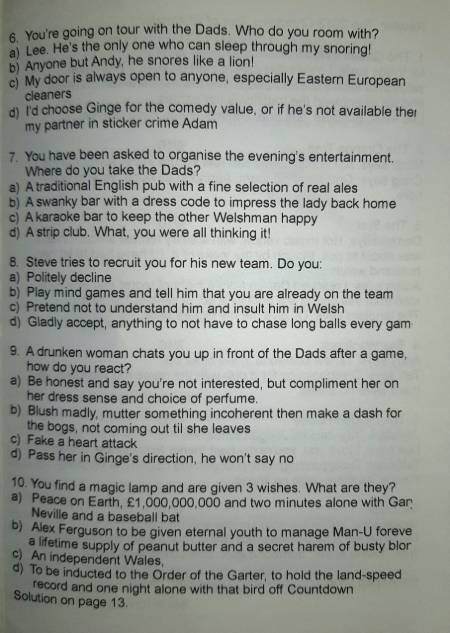 6. You're going on tour with the Dads. Who do you room with?
a) Lee. He's the only one who can sleep through my snoring!
b) Anyone but Andy, he snores like a lion!
c) My door is always open to anyone, especially Eastern European
cleaners
d) I'd choose Ginge for the comedy value, or if he's not available
my partner in sticker crime Adam
7. You have been asked to organise the evening's entertainment.
Where do you take the Dads?
a) A traditional English pub with a fine selection of real ales
b) A swanky bar with a dress code to impress the lady back home
c) A karaoke bar to keep the other Welshman happy
d) A strip club. What, you were all thinking it!
8. Steve tries to recruit you for his new team. Do you:
a) Politely decline
b) Play mind games and tell him that you are already on the team
c) Pretend not to understand him and insult him in Welsh
d) Gladly accept, anything to not have to chase long balls every gam
9. A drunken woman chats you up in front of the Dads after a game,
how do you react?
a) Be honest and say you're not interested, but compliment her on
her dress sense and choice of perfume.
b) Blush madly, mutter something incoherent then make a dash for
the bogs, not coming out til she leaves
c) Fake a heart attack
d) Pass her in Ginge's direction, he won't say no
10. You find a magic lamp and are given 3 wishes. What are they?
a) Peace on Earth, £1,000,000,000 and two minutes alone with
Neville and a baseball bat
b) Alex Ferguson to be given eternal youth to manage Man-U foreve
a lifetime supply of peanut butter and a secret harem of busty
c) An independent Wales,
d) To be inducted to the Order of the Garter, to hold the land-speed
record and one night alone with that bird off Countdown
Solution on page 13.